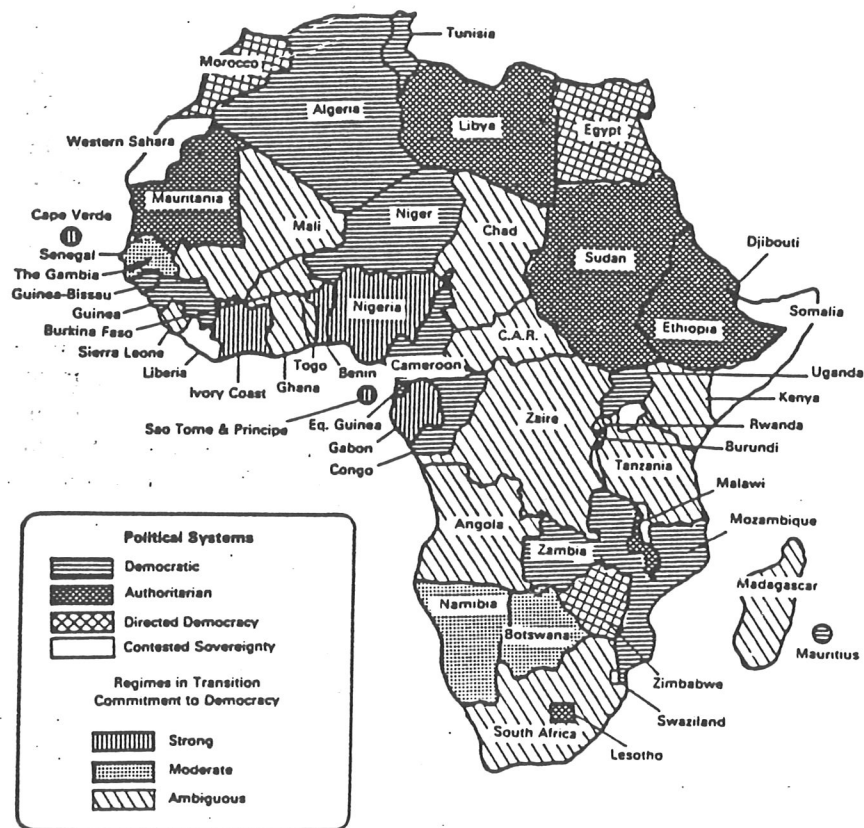 Tunisia
Morocco
Algeria
Libya
Egypt
Western Sahara
Mauritania
Cape Verde
Mali
Niger
Chad
Sudan
Djibouti
Senegal
The Gambia
Guinea-Bissau
Nigeria
Guinea
Ethiopia
Somalia
Burkina Faso
Sierra Leone
C.A.R.
Liberia
Togo
Benin
Cameroon
Uganda
Ivory Coast
Ghana
Kenya
Sao Tome & Principe
Eq. Guinea
Zaire
Rwanda
Gabon
Burundi
Congo
Tanzania
Malawi
Angola
Mozambique
Zambia
Madagascar
Namibia
Botswana
Mauritius
Zimbabwe
Swaziland
South Africa
Lesotho
Political Systems
Democratic
Authoritarian
Directed Democracy
Contested Sovereignty
Regimes in Transition
Commitment to Democracy
Strong
Moderate
Ambiguous